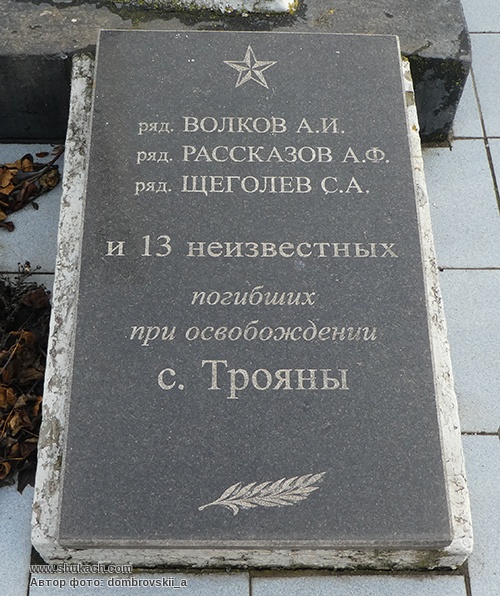 ряд. ВОЛКОВ А.И.
ряд. РАССКАЗОВ А.Ф.
ряд. ЩЕГОЛЕВ С.А.
и 13 неизвестных
погибших
при освобождении
с. Трояны
www.shukach.com
Автор фото: dombrovskii_a